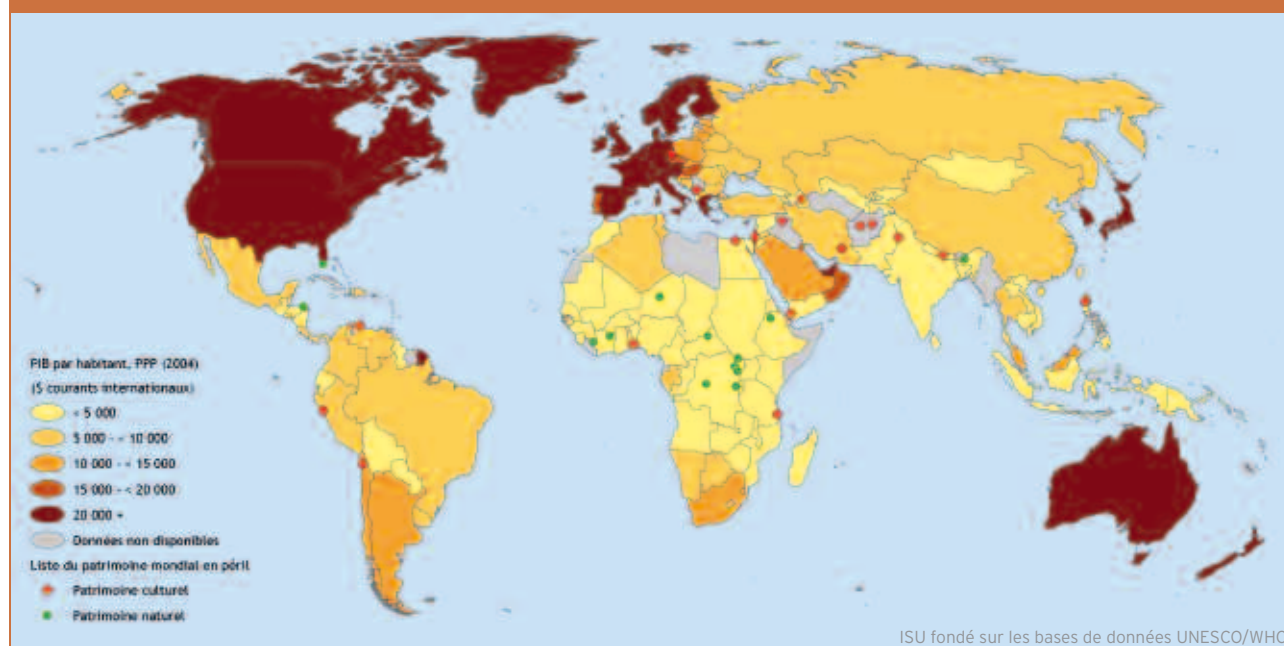 PIB par habitant, PPP (2004)
($ courants internationaux)
< 5 000
5 000 - < 10 000
10 000 - < 15 000
15 000 - < 20 000
20 000 +
Données non disponibles
Liste du patrimoine mondial en péril
Patrimoine culturel
Patrimoine naturel
ISU fondé sur les bases de données UNESCO/WHC